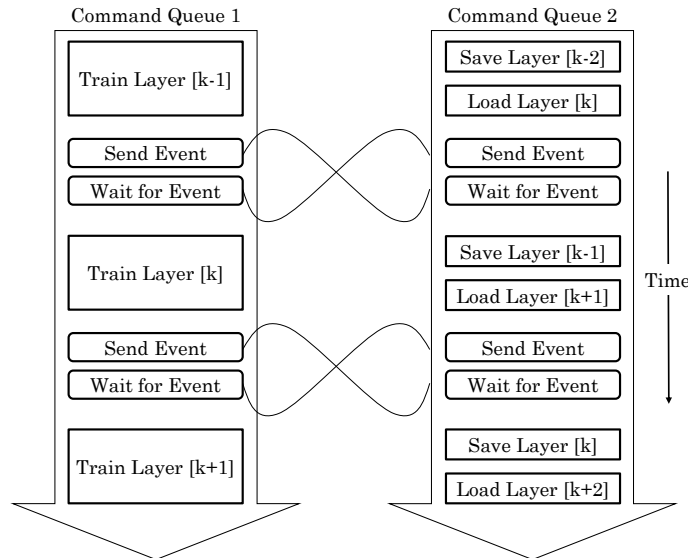 Command Queue 1
Train Layer [k-1]
Send Event
Wait for Event
Train Layer [k]
Send Event
Wait for Event
Train Layer [k+1]
Command Queue 2
Save Layer [k-2]
Load Layer [k]
Send Event
Wait for Event
Save Layer [k-1]
Load Layer [k+1]
Send Event
Wait for Event
Save Layer [k]
Load Layer [k+2]
Time